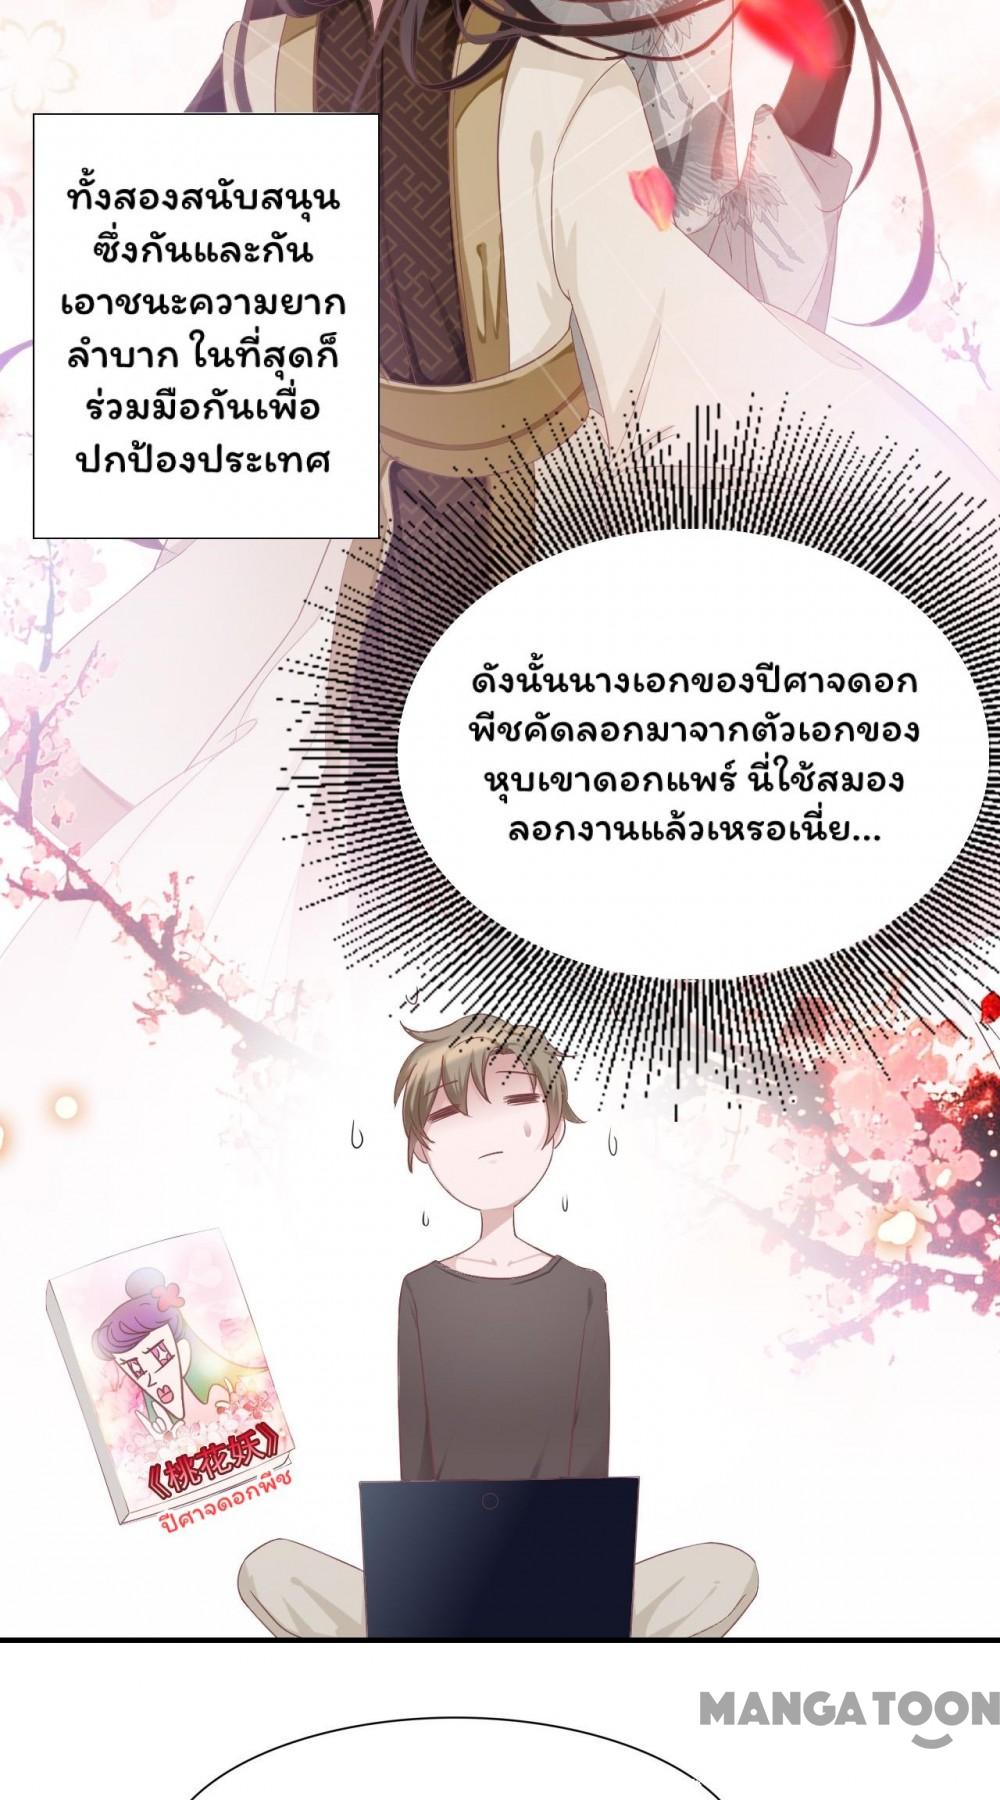 ทั้งสองสนับสนุน
ซึ่งกันและกัน
เอาชนะความยาก
ลำบาก ในที่สุดก็
ร่วมมือกันเพื่อ
ปกป้องประเทศ
ดังนั้นนางเอกของปีศาจดอก
พีชคัดลอกมาจากตัวเอกของ
หุบเขาดอกแพร์ นี่ใช้สมอง
ลอกงานแล้วเหรอเนี่ย...
《桃花妖》
ปีศาจดอกพีช
MANGATOON